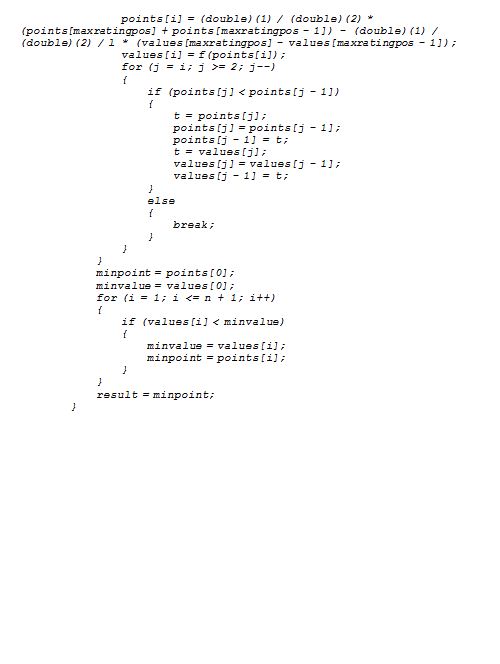 points[i] = (double)(1) / (double)(2) *
(points[maxratingpos] + points[maxratingpos - 1]) - (double)(1) /
(double)(2) / l * (values[maxratingpos] - values[maxratingpos - 1]);
values[i] = f(points[i]);
for (j = i; j >= 2; j--)
{
if (points[j] < points[j - 1])
{
t = points[j];
points[j] = points[j - 1];
points[j - 1] = t;
t = values[j];
values[j] = values[j - 1];
values[j - 1] = t;
}
else
{
break;
}
}
}
minpoint = points[0];
minvalue = values[0];
for (i = 1; i <= n + 1; i++)
{
if (values[i] < minvalue)
{
minvalue = values[i];
minpoint = points[i];
}
}
result = minpoint;
}